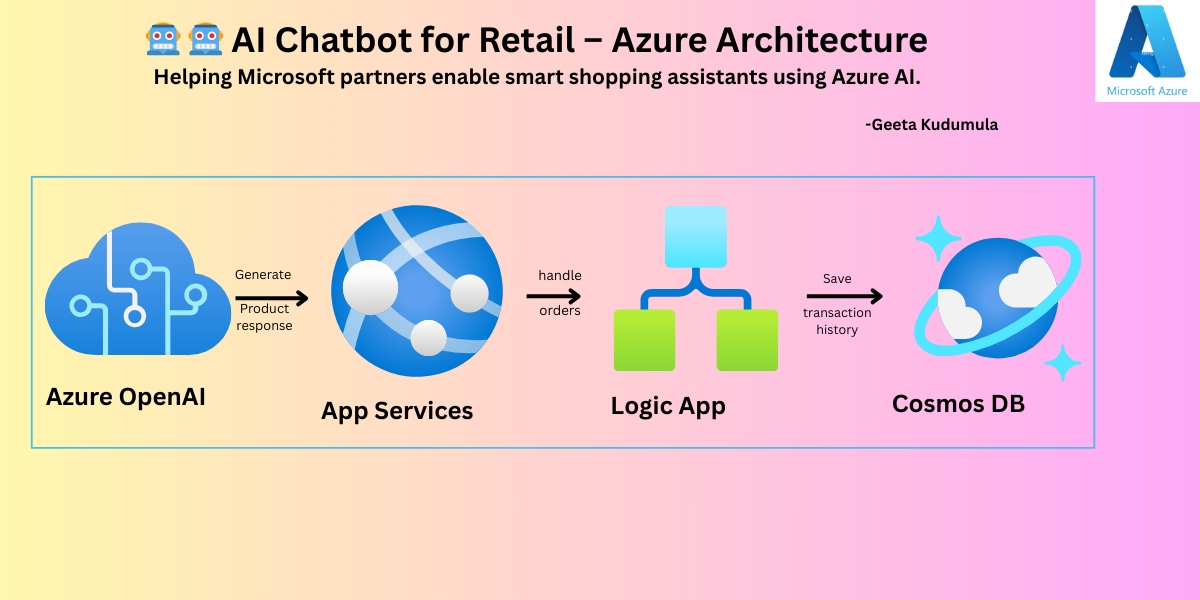 🤖🤖 AI Chatbot for Retail – Azure Architecture
Helping Microsoft partners enable smart shopping assistants using Azure AI.
Microsoft Azure
-Geeta Kudumula
Generate
Product
response
handle
orders
Save
transaction
history
Azure OpenAI
App Services
Logic App
Cosmos DB